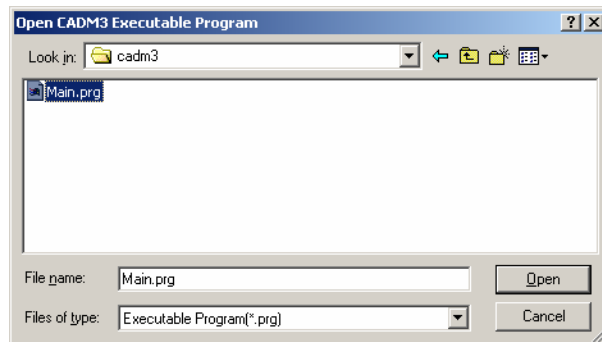 Open CADM3 Executable Program
Look in: cadm3
Main.prg
File name: Main.prg Open
Files of type: Executable Program(*.prg) Cancel